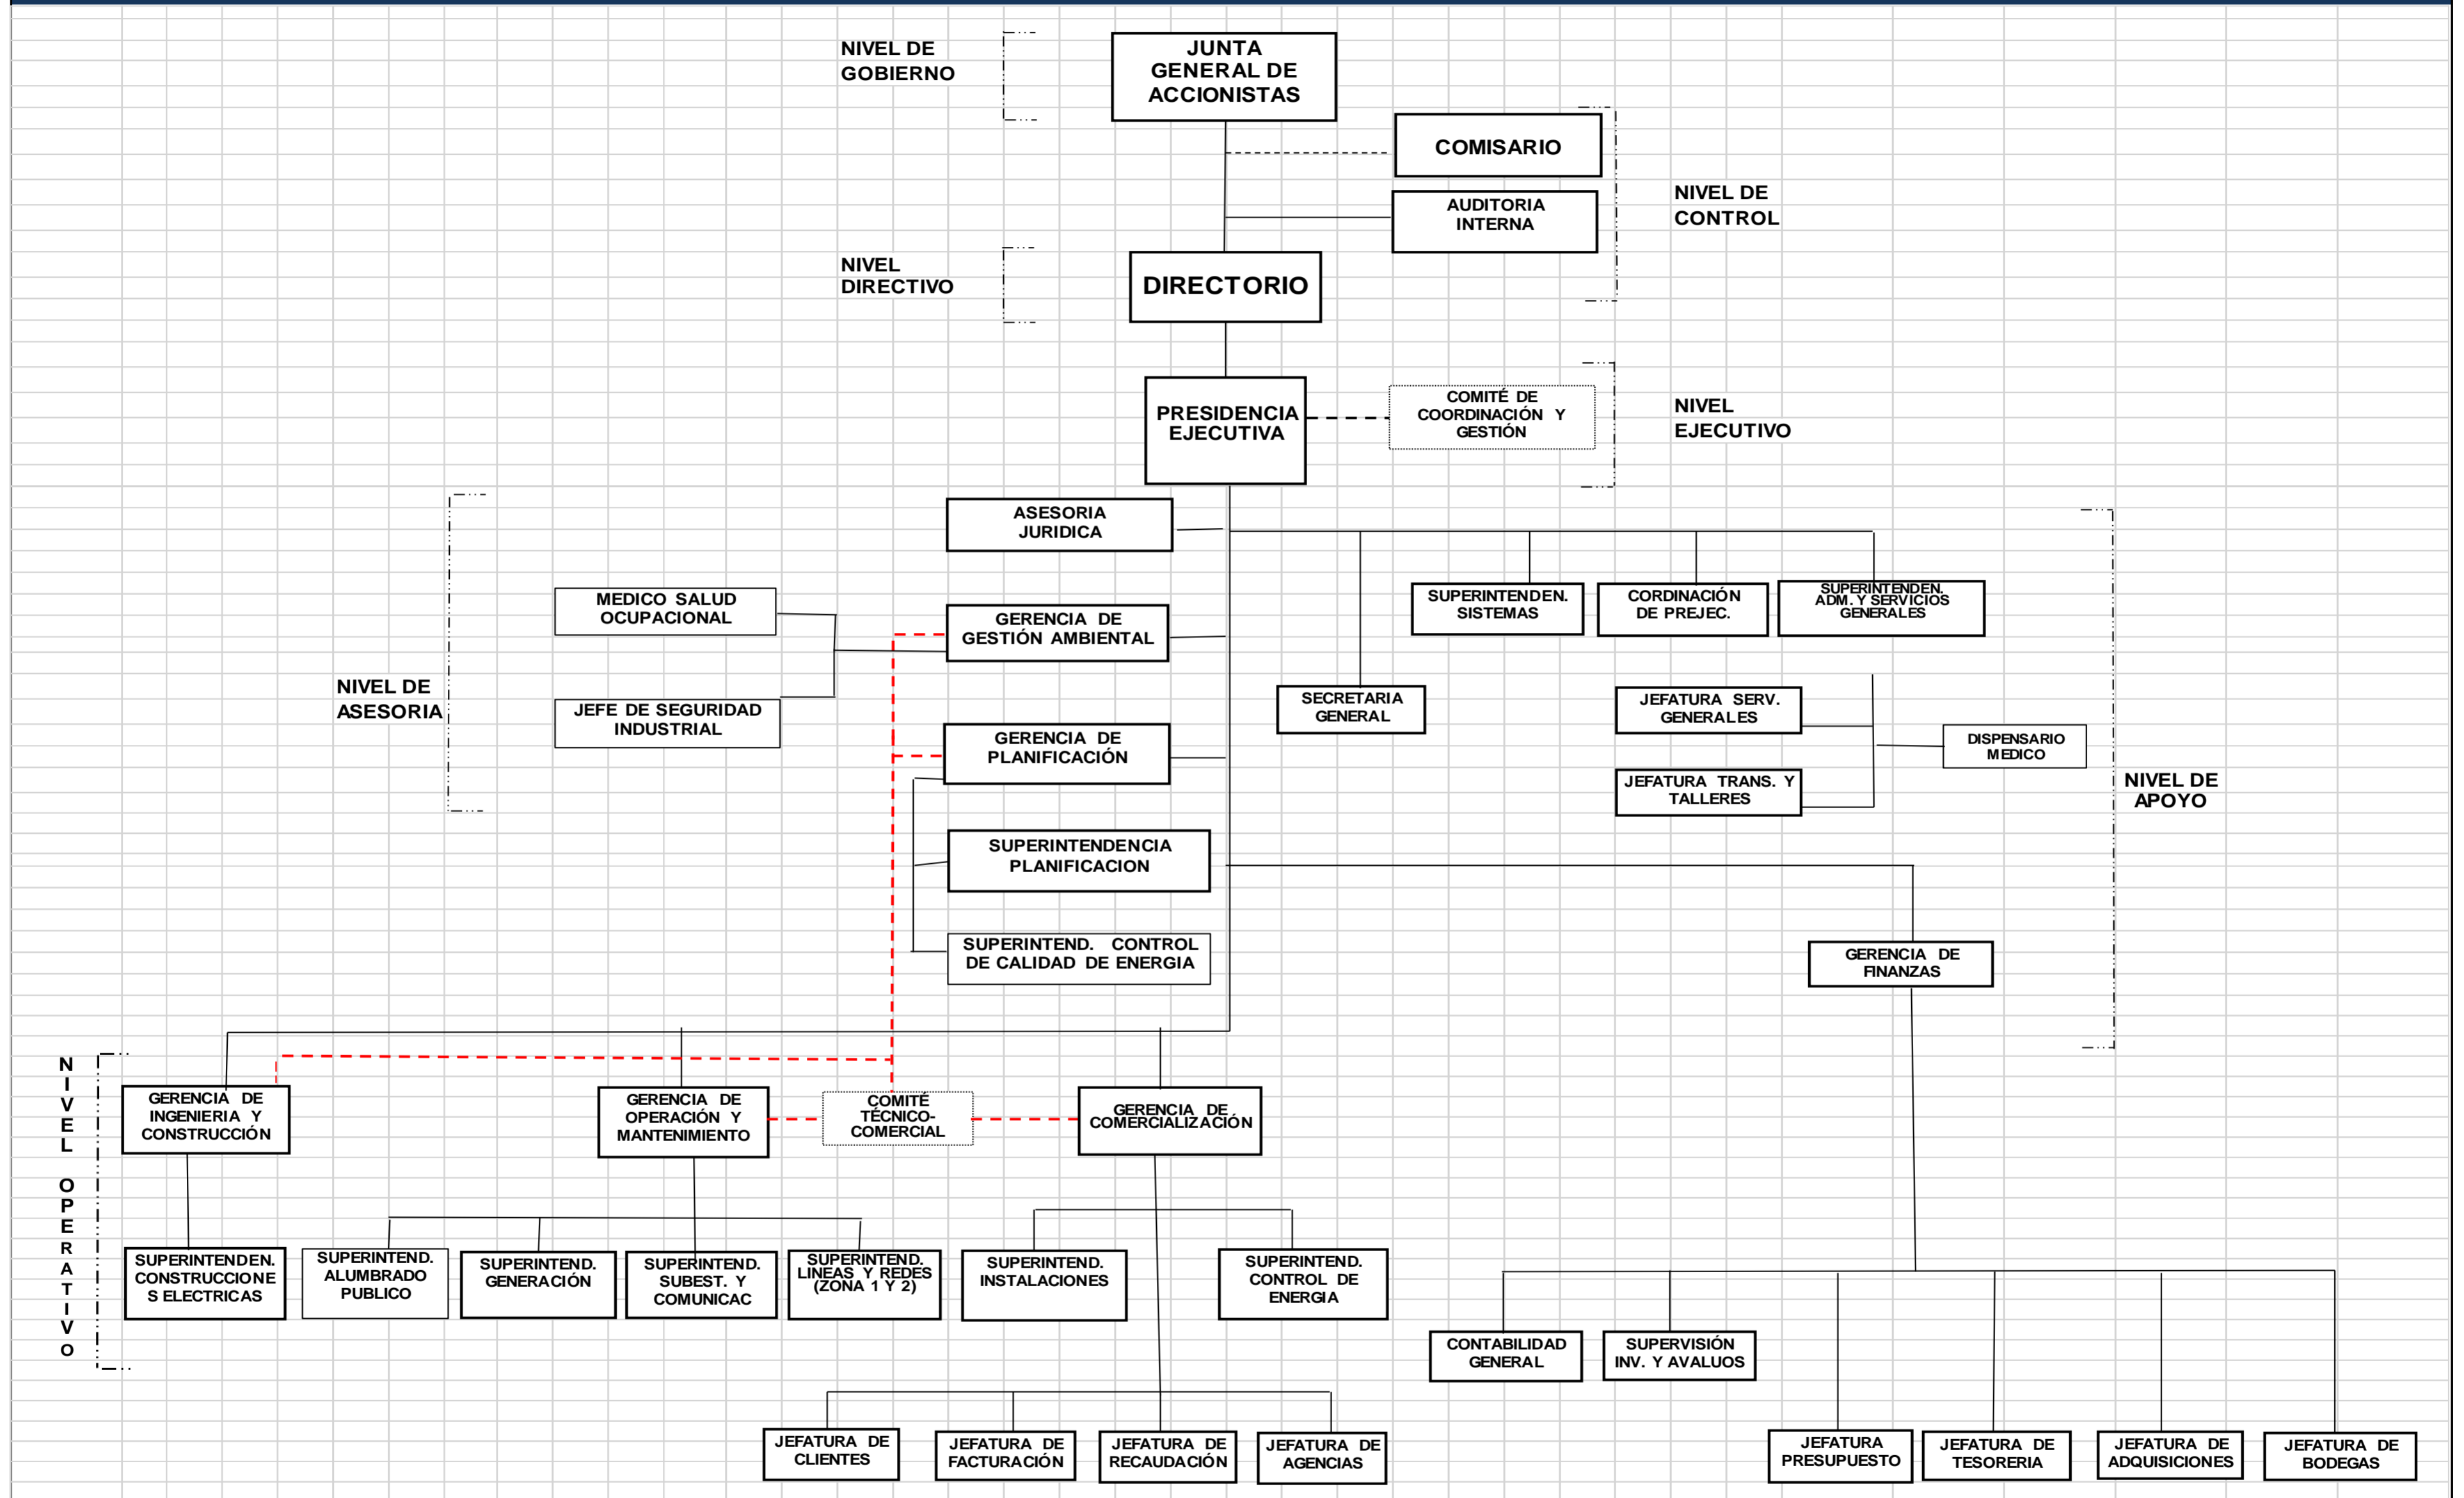 NIVEL DE
GOBIERNO
JUNTA
GENERAL DE
ACCIONISTAS
COMISARIO
AUDITORIA
INTERNA
NIVEL DE
CONTROL
NIVEL
DIRECTIVO
DIRECTORIO
PRESIDENCIA
EJECUTIVA
COMITÉ DE
COORDINACIÓN Y
GESTIÓN
NIVEL
EJECUTIVO
ASESORIA
JURIDICA
MEDICO SALUD
OCUPACIONAL
GERENCIA DE
GESTIÓN AMBIENTAL
SUPERINTENDEN.
SISTEMAS
CORDINACIÓN
DE PREJEC.
SUPERINTENDEN.
ADM. Y SERVICIOS
GENERALES
NIVEL DE
ASESORIA
JEFE DE SEGURIDAD
INDUSTRIAL
SECRETARIA
GENERAL
JEFATURA SERV.
GENERALES
GERENCIA DE
PLANIFICACIÓN
DISPENSARIO
MEDICO
JEFATURA TRANS. Y
TALLERES
NIVEL DE
APOYO
SUPERINTENDENCIA
PLANIFICACION
SUPERINTEND. CONTROL
DE CALIDAD DE ENERGIA
GERENCIA DE
FINANZAS
N
I
V
E
L
O
P
E
R
A
T
I
V
O
GERENCIA DE
INGENIERIA Y
CONSTRUCCIÓN
GERENCIA DE
OPERACIÓN Y
MANTENIMIENTO
COMITÉ
TÉCNICO-
COMERCIAL
GERENCIA DE
COMERCIALIZACIÓN
SUPERINTENDEN.
CONSTRUCCIONE
S ELECTRICAS
SUPERINTEND.
ALUMBRADO
PUBLICO
SUPERINTEND.
GENERACIÓN
SUPERINTEND.
SUBEST. Y
COMUNICAC
SUPERINTEND.
LINEAS Y REDES
(ZONA 1 Y 2)
SUPERINTEND.
INSTALACIONES
SUPERINTEND.
CONTROL DE
ENERGIA
CONTABILIDAD
GENERAL
SUPERVISIÓN
INV. Y AVALUOS
JEFATURA DE
CLIENTES
JEFATURA DE
FACTURACIÓN
JEFATURA DE
RECAUDACIÓN
JEFATURA DE
AGENCIAS
JEFATURA
PRESUPUESTO
JEFATURA DE
TESORERIA
JEFATURA DE
ADQUISICIONES
JEFATURA DE
BODEGAS